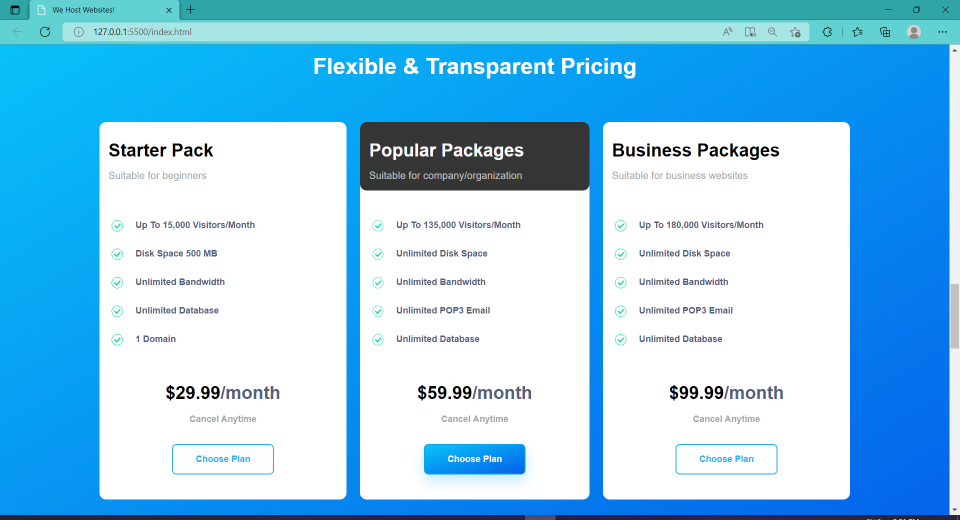 We Host Websites!
127.0.0.1:5500/index.html
Flexible & Transparent Pricing
Starter Pack
Suitable for beginners
Up To 15,000 Visitors/Month
Disk Space 500 MB
Unlimited Bandwidth
Unlimited Database
1 Domain
$29.99/month
Cancel Anytime
Choose Plan
Popular Packages
Suitable for company/organization
Up To 135,000 Visitors/Month
Unlimited Disk Space
Unlimited Bandwidth
Unlimited POP3 Email
Unlimited Database
$59.99/month
Cancel Anytime
Choose Plan
Business Packages
Suitable for business websites
Up To 180,000 Visitors/Month
Unlimited Disk Space
Unlimited Bandwidth
Unlimited POP3 Email
Unlimited Database
$99.99/month
Cancel Anytime
Choose Plan